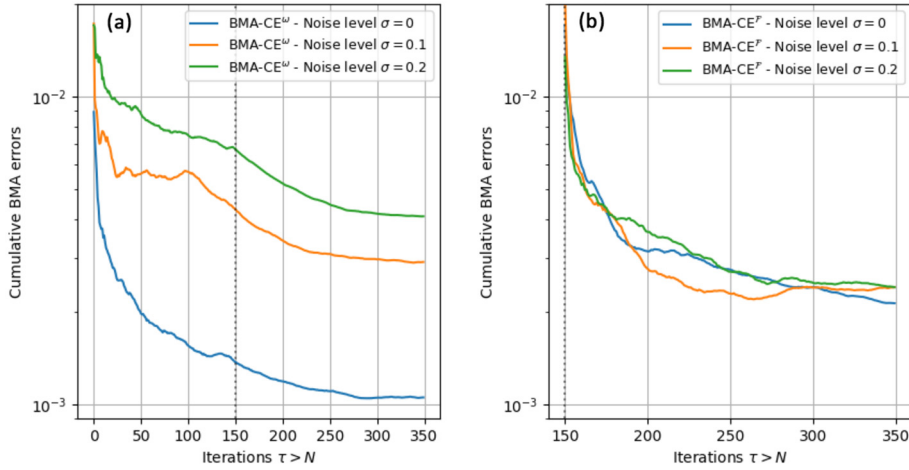 (a)
BMA-CE^ω - Noise level σ = 0
BMA-CE^ω - Noise level σ = 0.1
BMA-CE^ω - Noise level σ = 0.2
Cumulative BMA errors
10⁻²
10⁻³
0 50 100 150 200 250 300 350
Iterations τ > N
(b)
BMA-CE^𝓕 - Noise level σ = 0
BMA-CE^𝓕 - Noise level σ = 0.1
BMA-CE^𝓕 - Noise level σ = 0.2
Cumulative BMA errors
10⁻²
10⁻³
150 200 250 300 350
Iterations τ > N